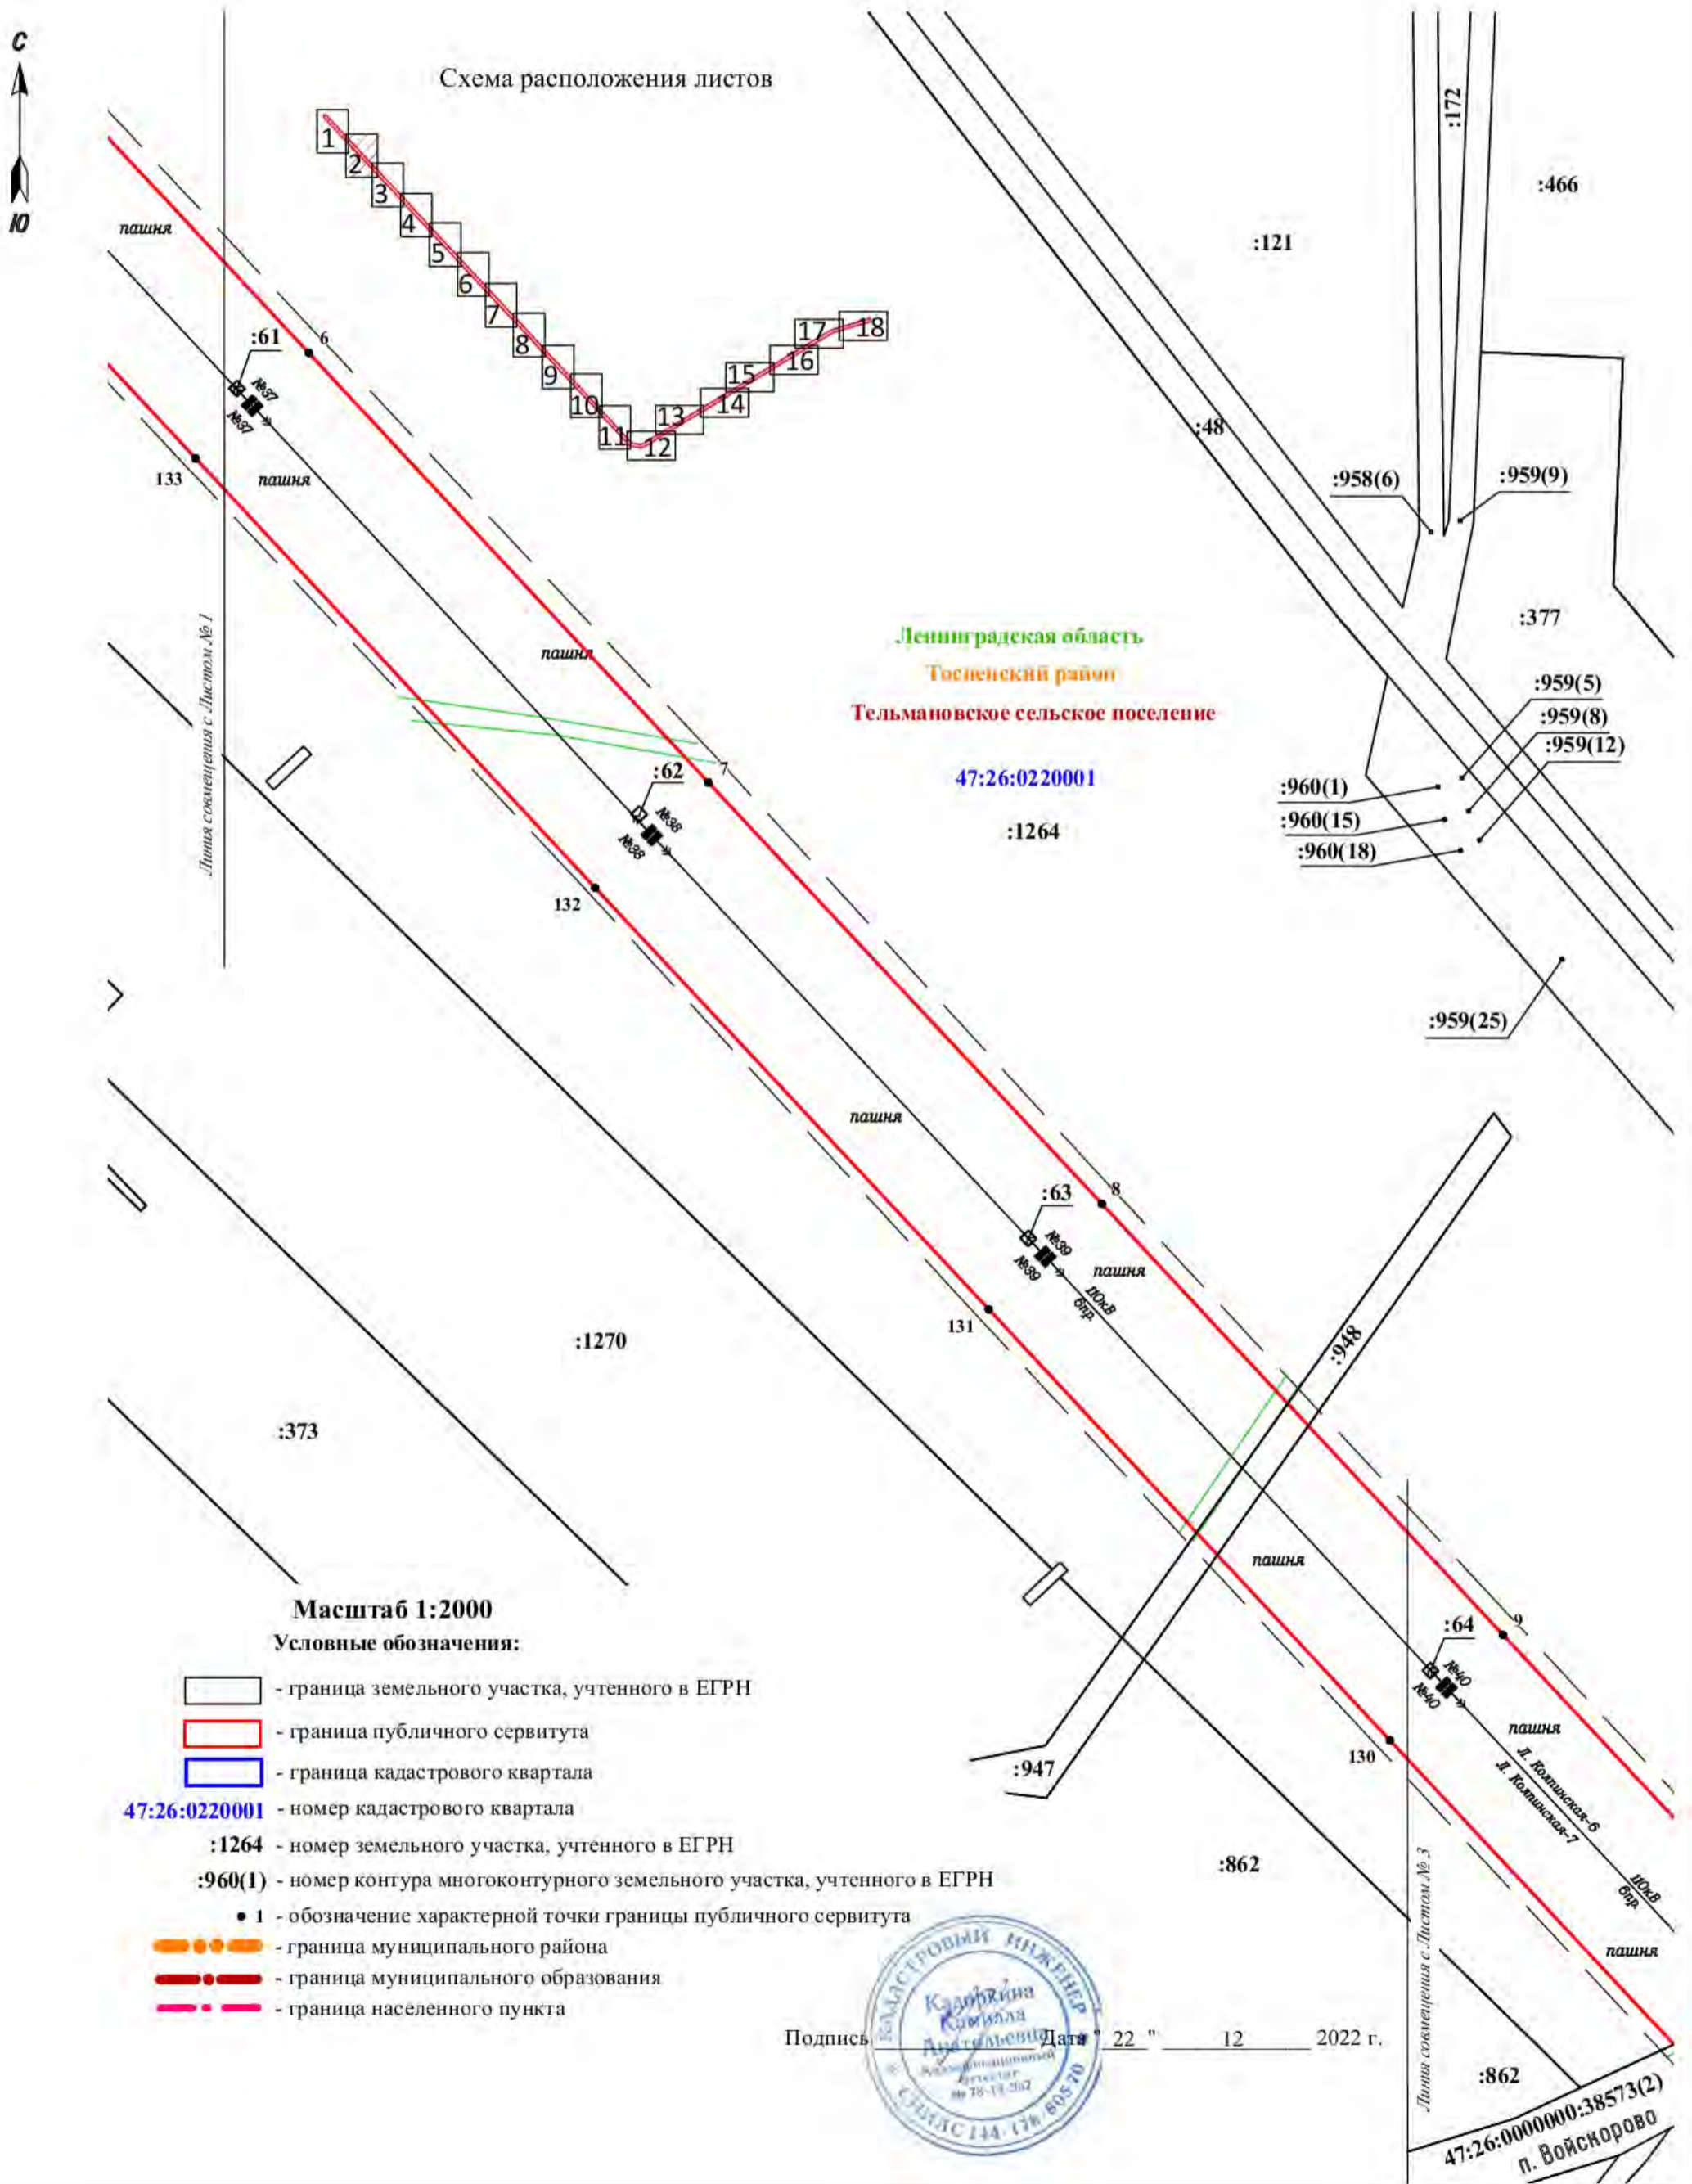 С
Ю
Схема расположения листов
1
2
3
4
5
6
7
8
9
10
11
12
13
14
15
16
17
18
:172
:466
:121
:48
пашня
:61
6
№37
№37
133
пашня
:958(6)
:959(9)
:377
Линия совмещения с Листом № 1
пашня
Ленинградская область
Тосненский район
Тельмановское сельское поселение
47:26:0220001
:1264
:959(5)
:959(8)
:959(12)
:960(1)
:960(15)
:960(18)
:62
7
№38
№38
132
:959(25)
пашня
:63
8
№39
№39
пашня
110кВ
6пр.
131
:948
:1270
:373
пашня
:64
9
№40
№40
пашня
Л. Колпинская-6
Л. Колпинская-7
130
:947
:862
110кВ
6пр.
пашня
Линия совмещения с Листом № 3
:862
47:26:0000000:38573(2)
п. Войскорово
Масштаб 1:2000
Условные обозначения:
- граница земельного участка, учтенного в ЕГРН
- граница публичного сервитута
- граница кадастрового квартала
47:26:0220001 - номер кадастрового квартала
:1264 - номер земельного участка, учтенного в ЕГРН
:960(1) - номер контура многоконтурного земельного участка, учтенного в ЕГРН
1 - обозначение характерной точки границы публичного сервитута
- граница муниципального района
- граница муниципального образования
- граница населенного пункта
Подпись Дата " 22 " 12 2022 г.
КАДАСТРОВЫЙ ИНЖЕНЕР
Камилла
Анатольевна